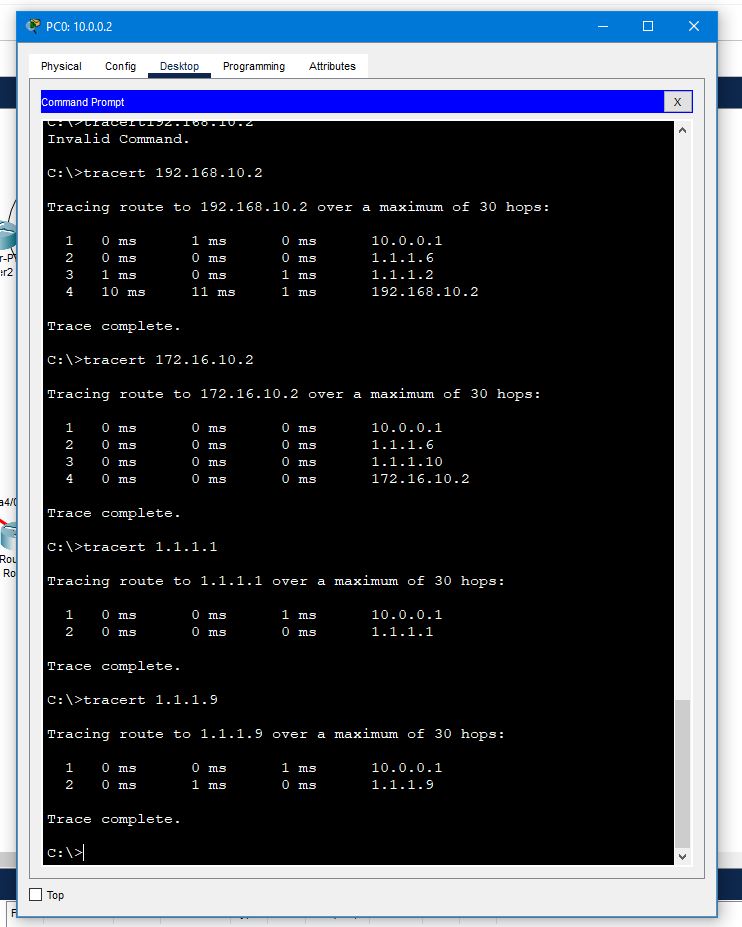 PC0: 10.0.0.2
Physical Config Desktop Programming Attributes
Command Prompt X
C:\>tracert192.168.10.2
Invalid Command.
C:\>tracert 192.168.10.2
Tracing route to 192.168.10.2 over a maximum of 30 hops:
1 0 ms 1 ms 0 ms 10.0.0.1
2 0 ms 0 ms 0 ms 1.1.1.6
3 1 ms 0 ms 1 ms 1.1.1.2
4 10 ms 11 ms 1 ms 192.168.10.2
Trace complete.
C:\>tracert 172.16.10.2
Tracing route to 172.16.10.2 over a maximum of 30 hops:
1 0 ms 0 ms 0 ms 10.0.0.1
2 0 ms 0 ms 0 ms 1.1.1.6
3 0 ms 0 ms 0 ms 1.1.1.10
4 0 ms 0 ms 0 ms 172.16.10.2
Trace complete.
C:\>tracert 1.1.1.1
Tracing route to 1.1.1.1 over a maximum of 30 hops:
1 0 ms 0 ms 1 ms 10.0.0.1
2 0 ms 0 ms 0 ms 1.1.1.1
Trace complete.
C:\>tracert 1.1.1.9
Tracing route to 1.1.1.9 over a maximum of 30 hops:
1 0 ms 0 ms 1 ms 10.0.0.1
2 0 ms 1 ms 0 ms 1.1.1.9
Trace complete.
C:\>
Top
r-P
er2
a4/0
Rou
Ro